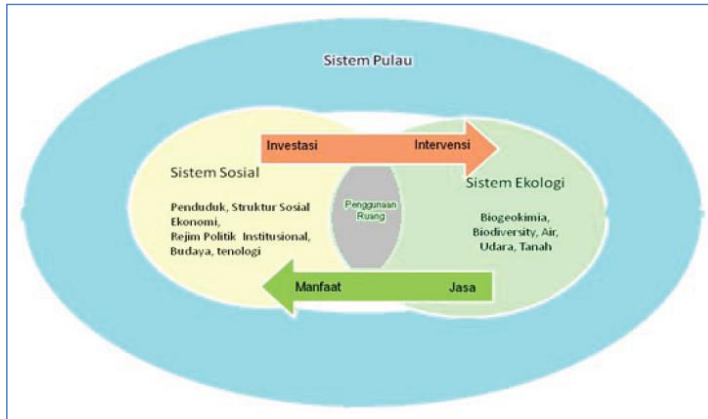 Sistem Pulau
Investasi
Intervensi
Sistem Sosial
Penduduk, Struktur Sosial
Ekonomi,
Rejim Politik Institusional,
Budaya, tenologi
Penggunaan
Ruang
Sistem Ekologi
Biogeokimia,
Biodiversity, Air,
Udara, Tanah
Manfaat
Jasa